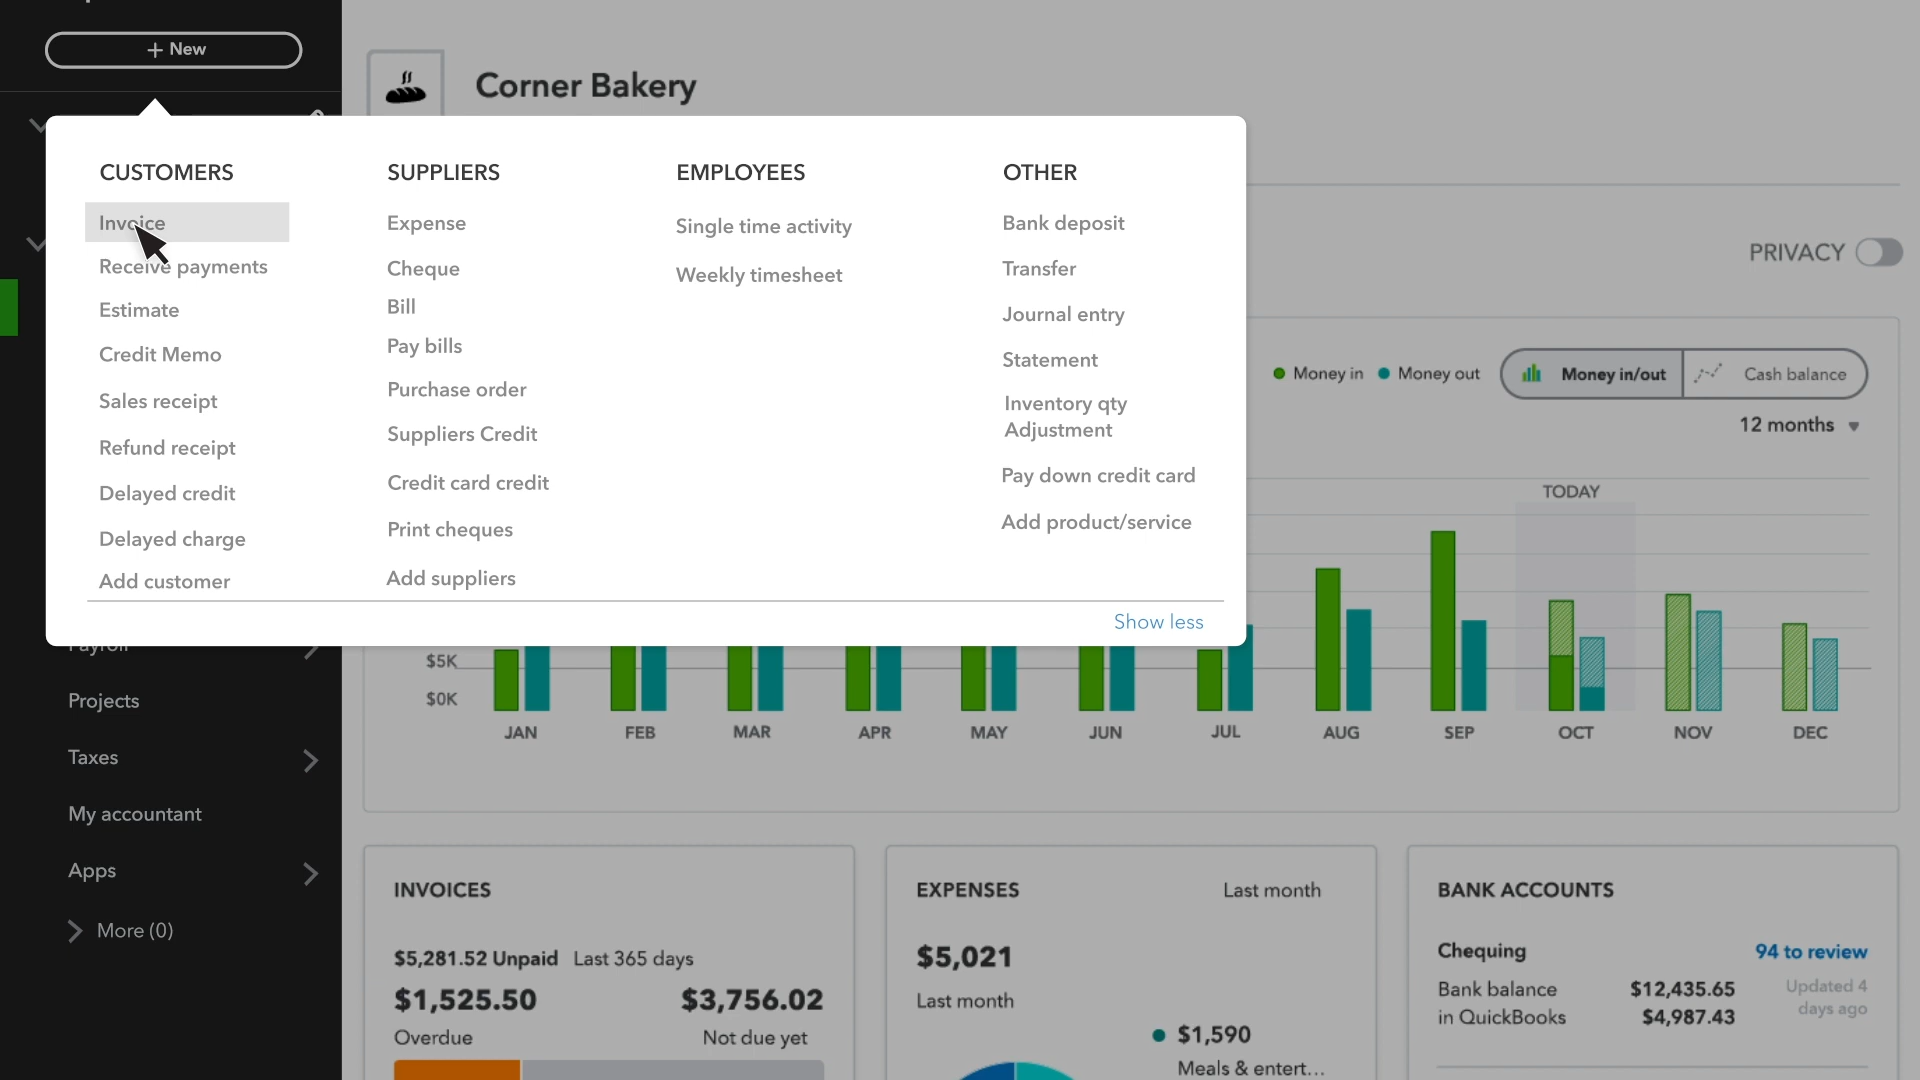 + New
Corner Bakery
CUSTOMERS
Invoice
Receive payments
Estimate
Credit Memo
Sales receipt
Refund receipt
Delayed credit
Delayed charge
Add customer
SUPPLIERS
Expense
Cheque
Bill
Pay bills
Purchase order
Suppliers Credit
Credit card credit
Print cheques
Add suppliers
EMPLOYEES
Single time activity
Weekly timesheet
OTHER
Bank deposit
Transfer
Journal entry
Statement
Inventory qty
Adjustment
Pay down credit card
Add product/service
Show less
PRIVACY
Money in
Money out
Money in/out
Cash balance
12 months
TODAY
$5K
$0K
JAN FEB MAR APR MAY JUN JUL AUG SEP OCT NOV DEC
Payroll
Projects
Taxes
My accountant
Apps
More (0)
INVOICES
$5,281.52 Unpaid Last 365 days
$1,525.50 $3,756.02
Overdue Not due yet
EXPENSES Last month
$5,021
Last month
$1,590
Meals & entert...
BANK ACCOUNTS
Chequing 94 to review
Bank balance $12,435.65 Updated 4
in QuickBooks $4,987.43 days ago